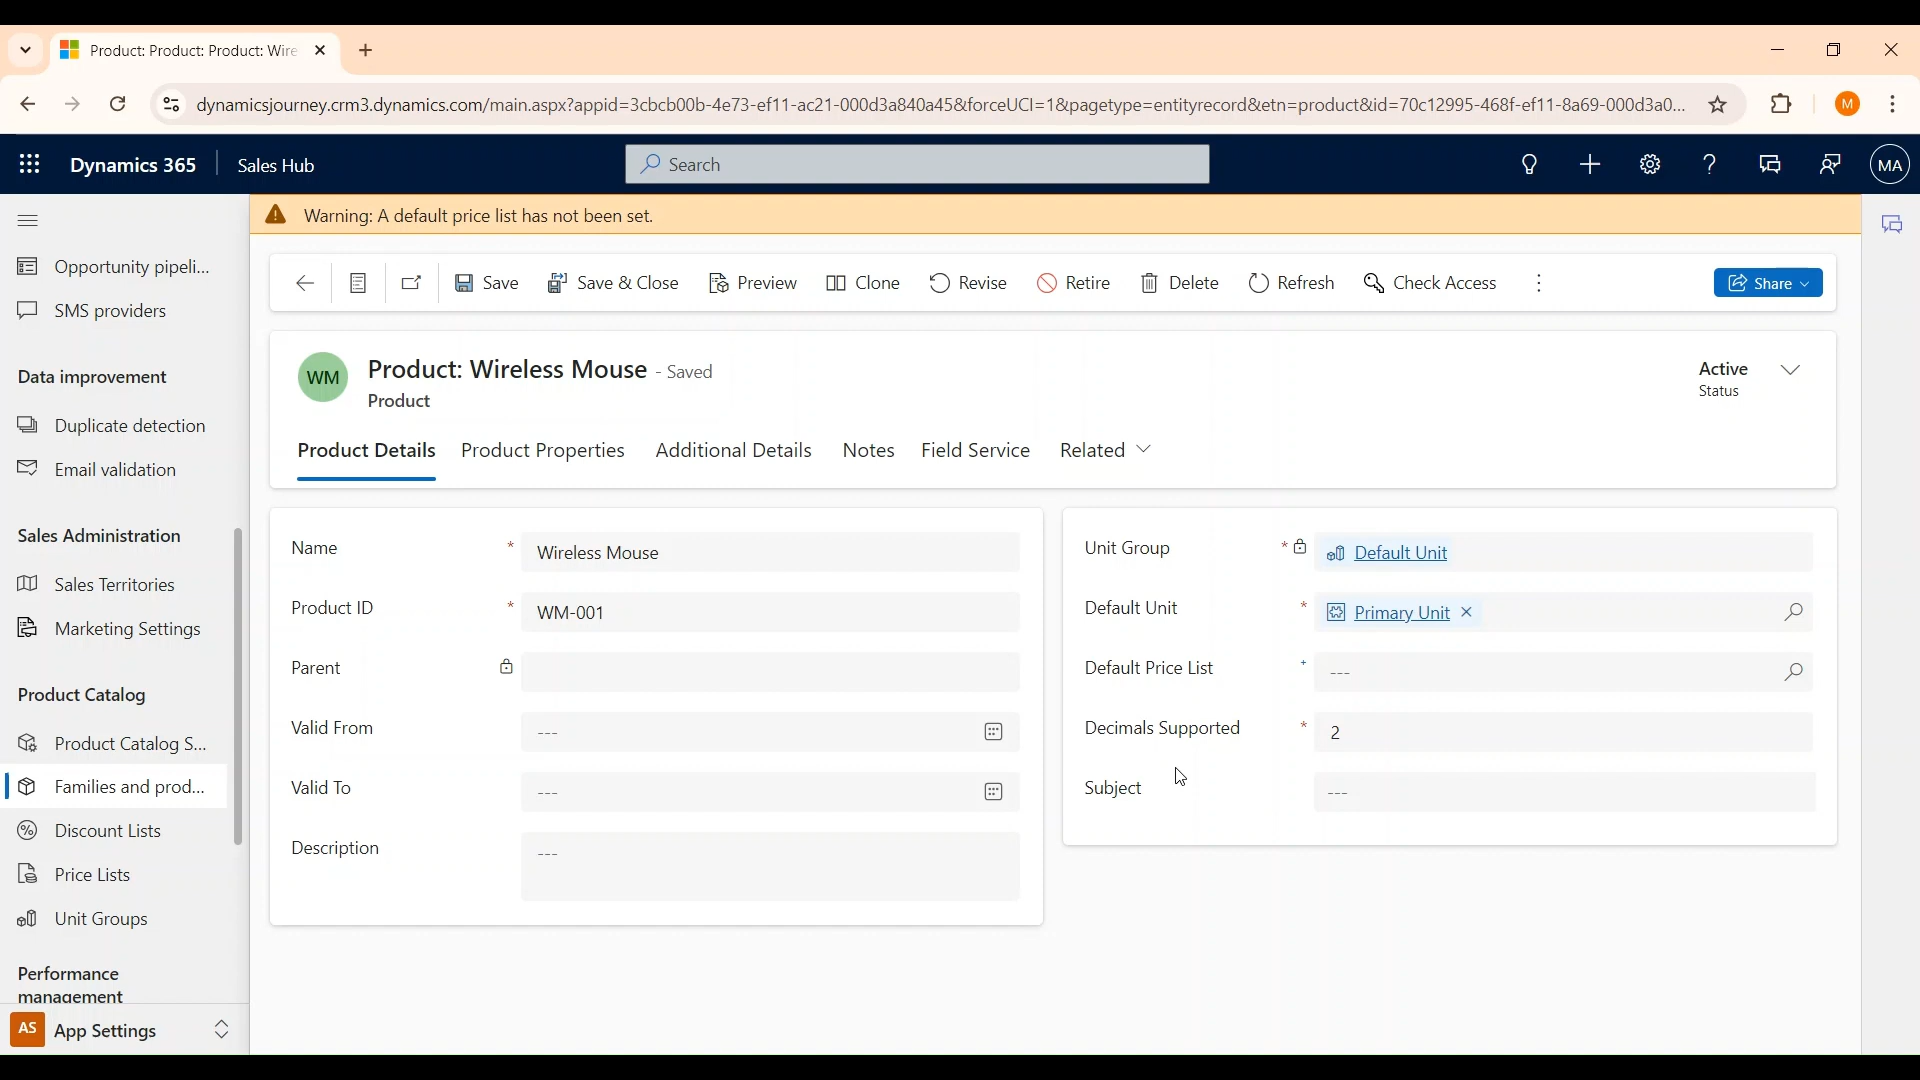 Product: Product: Product: Wire
dynamicsjourney.crm3.dynamics.com/main.aspx?appid=3cbcb00b-4e73-ef11-ac21-000d3a840a45&forceUCI=1&pagetype=entityrecord&etn=product&id=70c12995-468f-ef11-8a69-000d3a0...
M
Dynamics 365
Sales Hub
Search
MA
Warning: A default price list has not been set.
Opportunity pipeli...
SMS providers
Data improvement
Duplicate detection
Email validation
Sales Administration
Sales Territories
Marketing Settings
Product Catalog
Product Catalog S...
Families and prod...
Discount Lists
Price Lists
Unit Groups
Performance
management
AS App Settings
Save
Save & Close
Preview
Clone
Revise
Retire
Delete
Refresh
Check Access
Share
WM
Product: Wireless Mouse - Saved
Product
Active
Status
Product Details
Product Properties
Additional Details
Notes
Field Service
Related
Name * Wireless Mouse
Product ID * WM-001
Parent
Valid From ---
Valid To ---
Description ---
Unit Group * Default Unit
Default Unit * Primary Unit
Default Price List + ---
Decimals Supported * 2
Subject ---